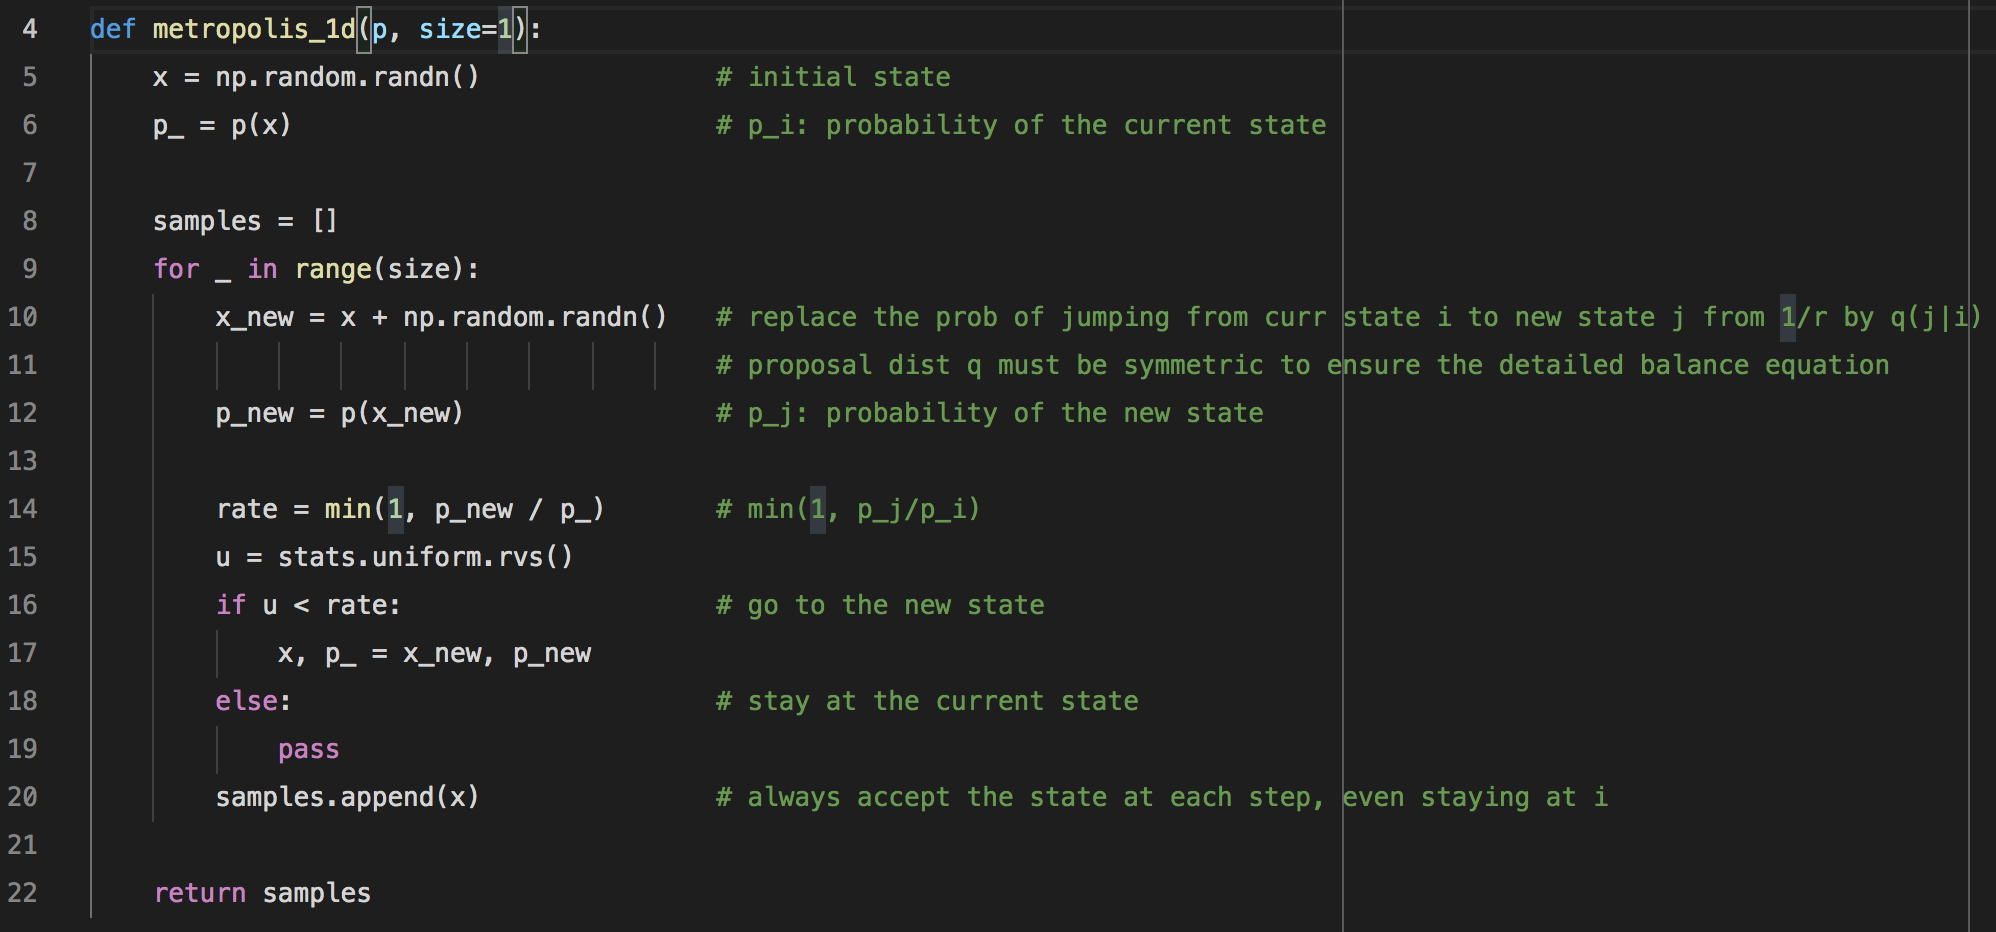 4 def metropolis_1d(p, size=1):
5 x = np.random.randn() # initial state
6 p_ = p(x) # p_i: probability of the current state
7
8 samples = []
9 for _ in range(size):
10 x_new = x + np.random.randn() # replace the prob of jumping from curr state i to new state j from 1/r by q(j|i)
11 # proposal dist q must be symmetric to ensure the detailed balance equation
12 p_new = p(x_new) # p_j: probability of the new state
13
14 rate = min(1, p_new / p_) # min(1, p_j/p_i)
15 u = stats.uniform.rvs()
16 if u < rate: # go to the new state
17 x, p_ = x_new, p_new
18 else: # stay at the current state
19 pass
20 samples.append(x) # always accept the state at each step, even staying at i
21
22 return samples